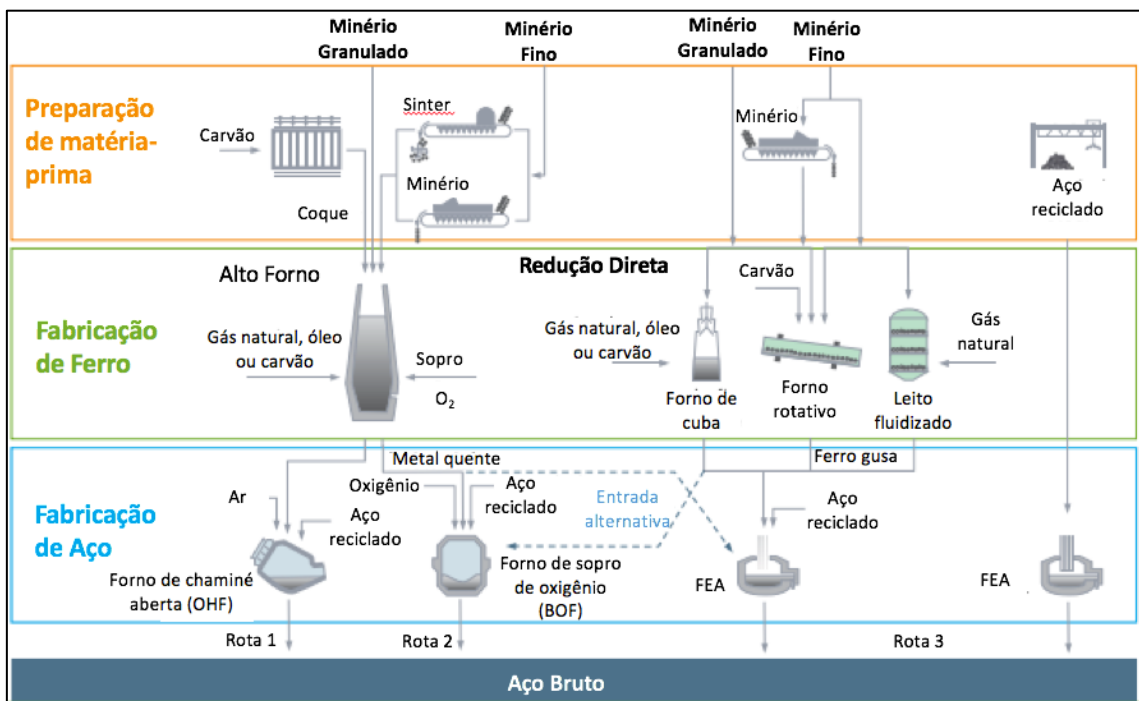 Minério
Granulado
Minério
Fino
Minério
Granulado
Minério
Fino
Preparação
de matéria-
prima
Carvão
Coque
Sinter
Minério
Minério
Aço
reciclado
Fabricação
de Ferro
Alto Forno
Gás natural, óleo
ou carvão
Sopro
O₂
Redução Direta
Gás natural, óleo
ou carvão
Forno de
cuba
Carvão
Forno
rotativo
Leito
fluidizado
Gás
natural
Fabricação
de Aço
Metal quente
Ferro gusa
Ar
Aço
reciclado
Forno de chaminé
aberta (OHF)
Oxigênio
Aço
reciclado
Forno de sopro
de oxigênio
(BOF)
Entrada
alternativa
Aço
reciclado
FEA
FEA
Rota 1
Rota 2
Rota 3
Aço Bruto